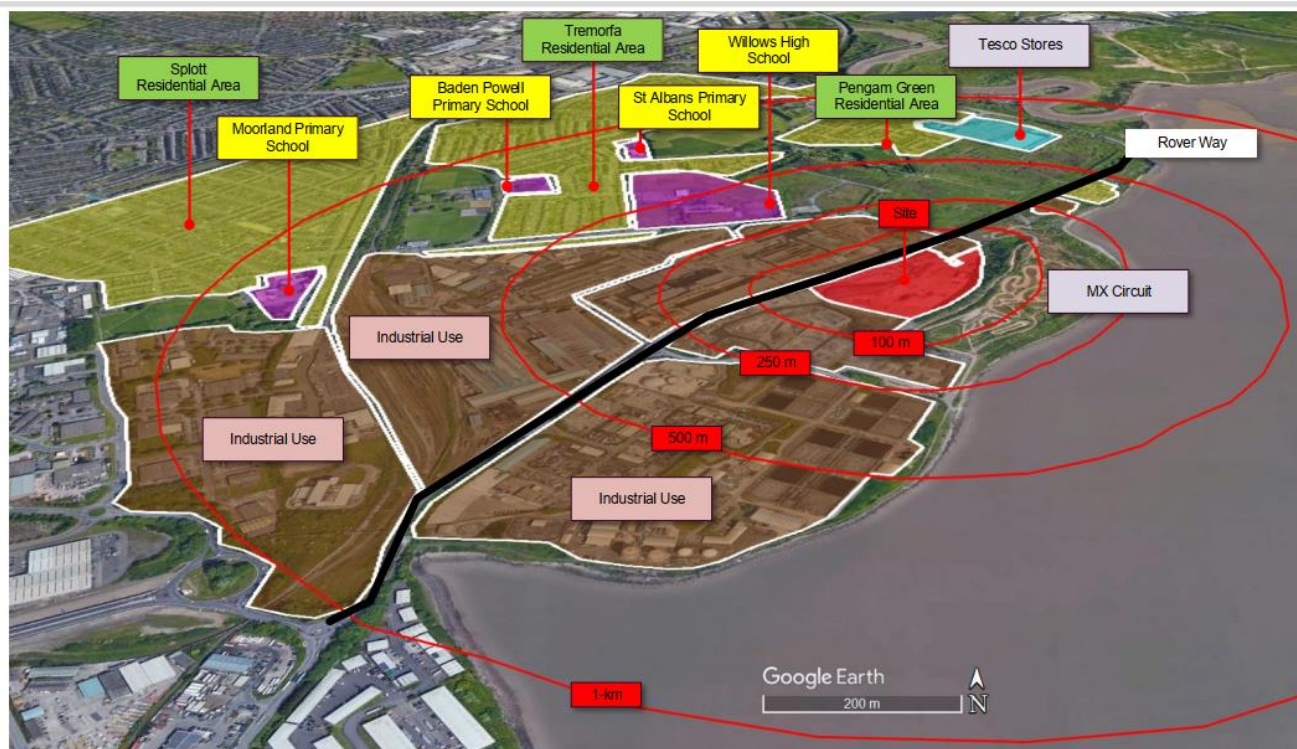 Splott
Residential Area
Tremorfa
Residential Area
Willows High
School
Tesco Stores
Baden Powell
Primary School
St Albans Primary
School
Pengam Green
Residential Area
Moorland Primary
School
Rover Way
Site
MX Circuit
Industrial Use
100 m
250 m
Industrial Use
500 m
Industrial Use
1-km
Google Earth
N
200 m